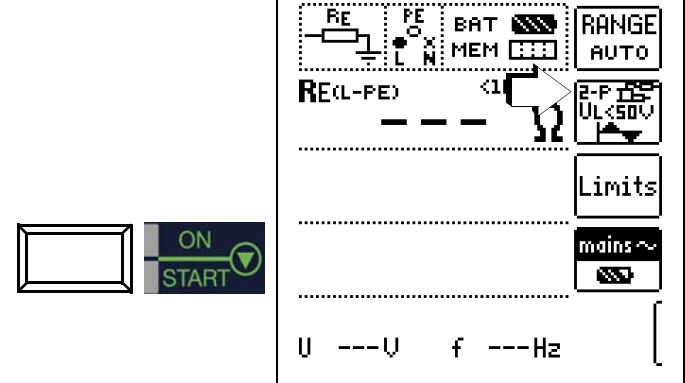 RE
PE
BAT
MEM
L N
RANGE
AUTO
RE(L-PE)
--- Ω
2-P
UL<50V
Limits
mains~
ON
START
U ---V f ---Hz